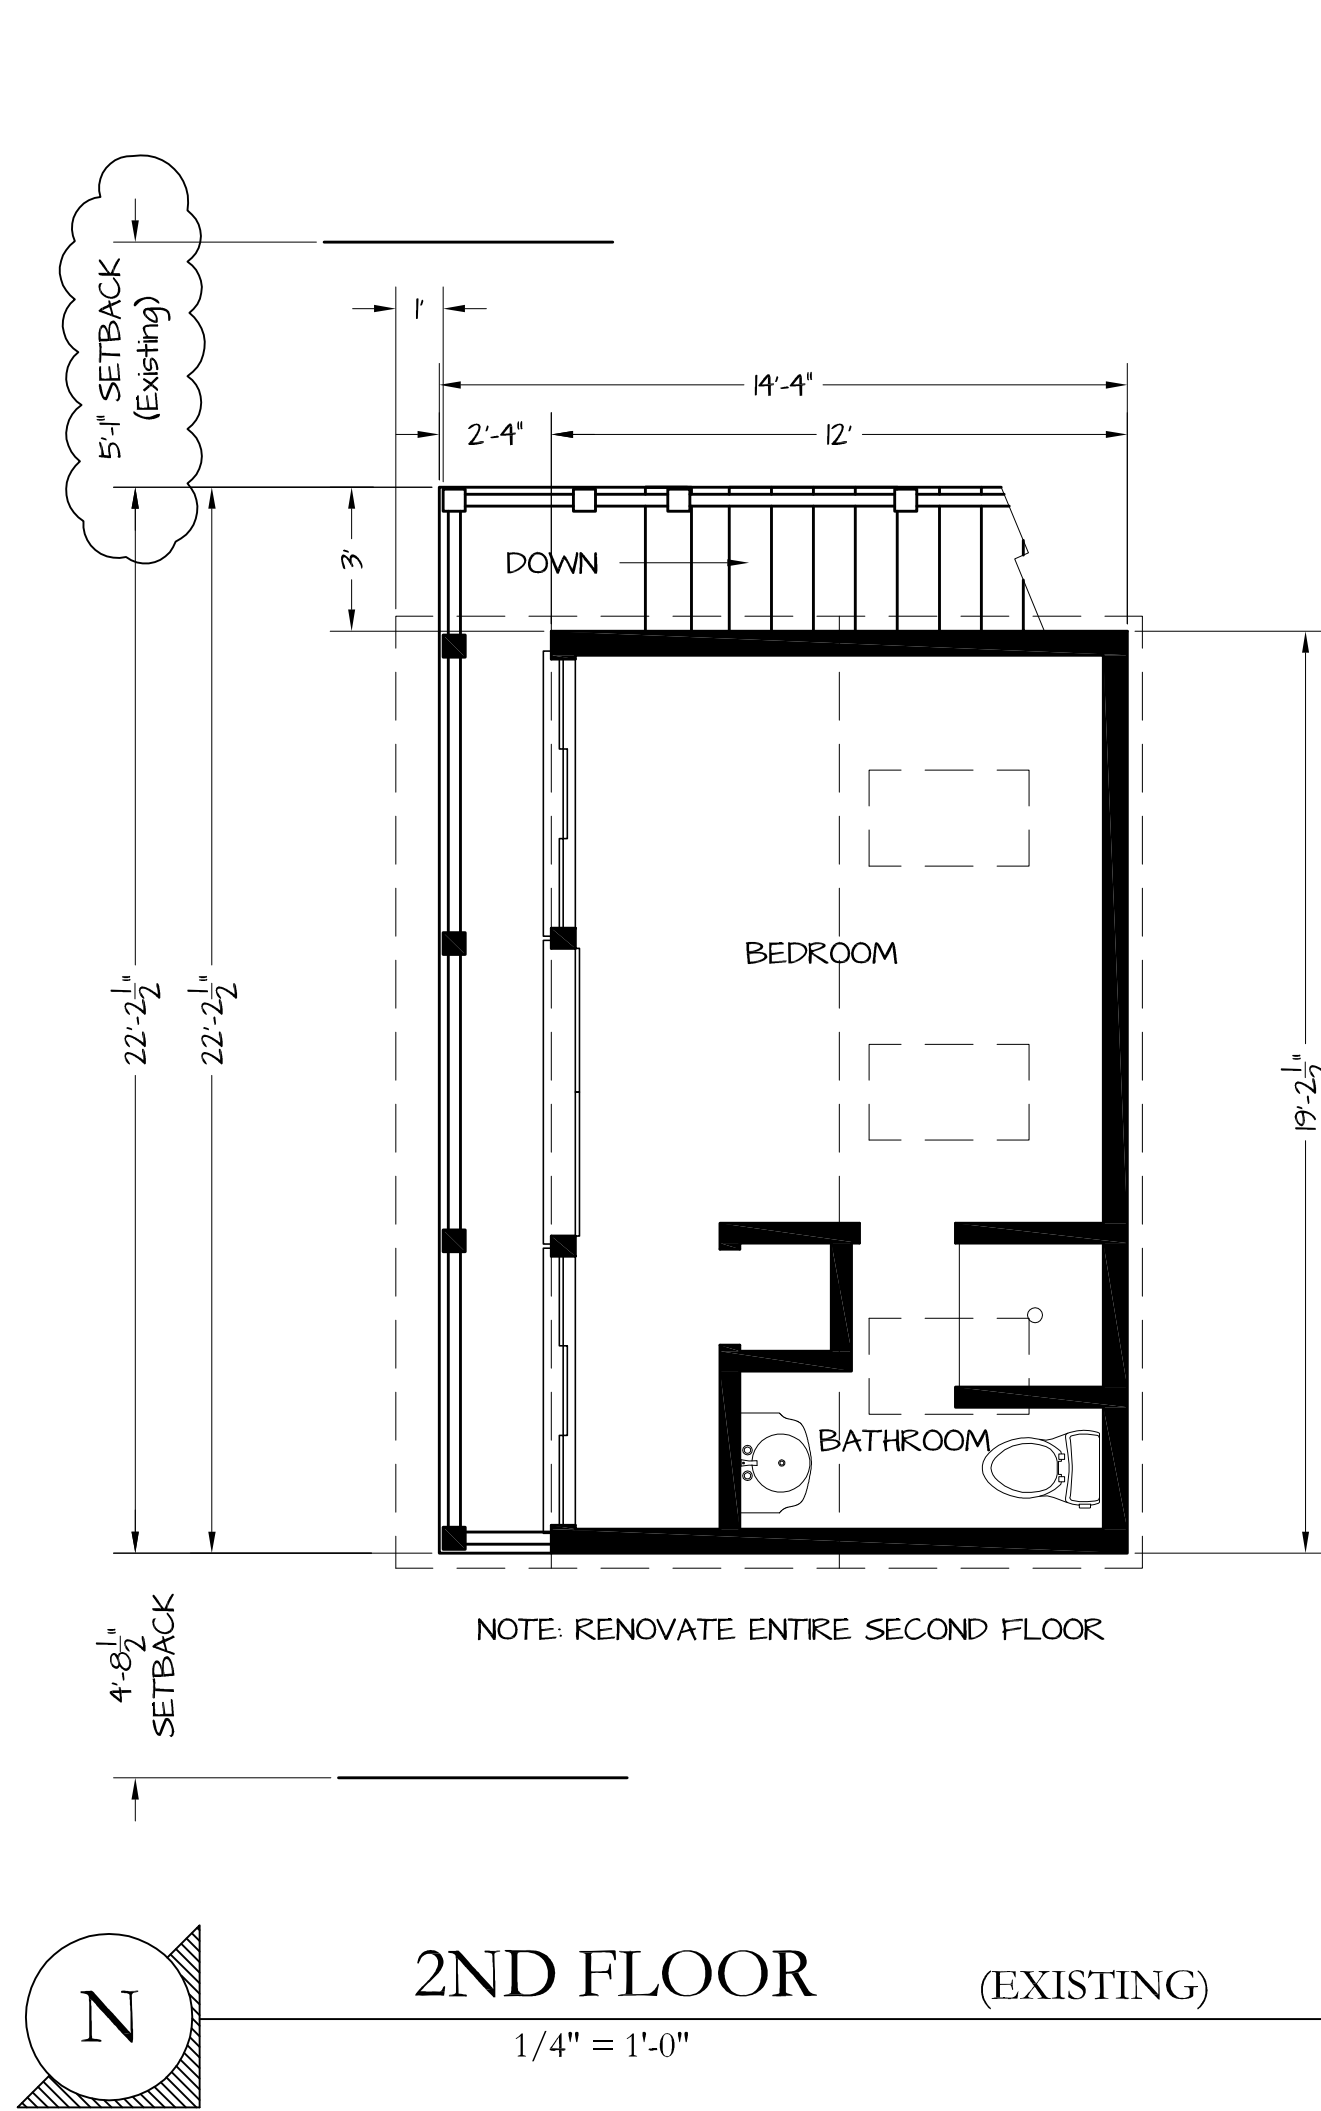 5'-1" SETBACK
(Existing)
1'
14'-4"
2'-4"
12'
3'
DOWN
BEDROOM
22'-2 1/2"
22'-2 1/2"
19'-2 1/2"
BATHROOM
NOTE: RENOVATE ENTIRE SECOND FLOOR
4'-8 1/2"
SETBACK
N
2ND FLOOR
(EXISTING)
1/4" = 1'-0"